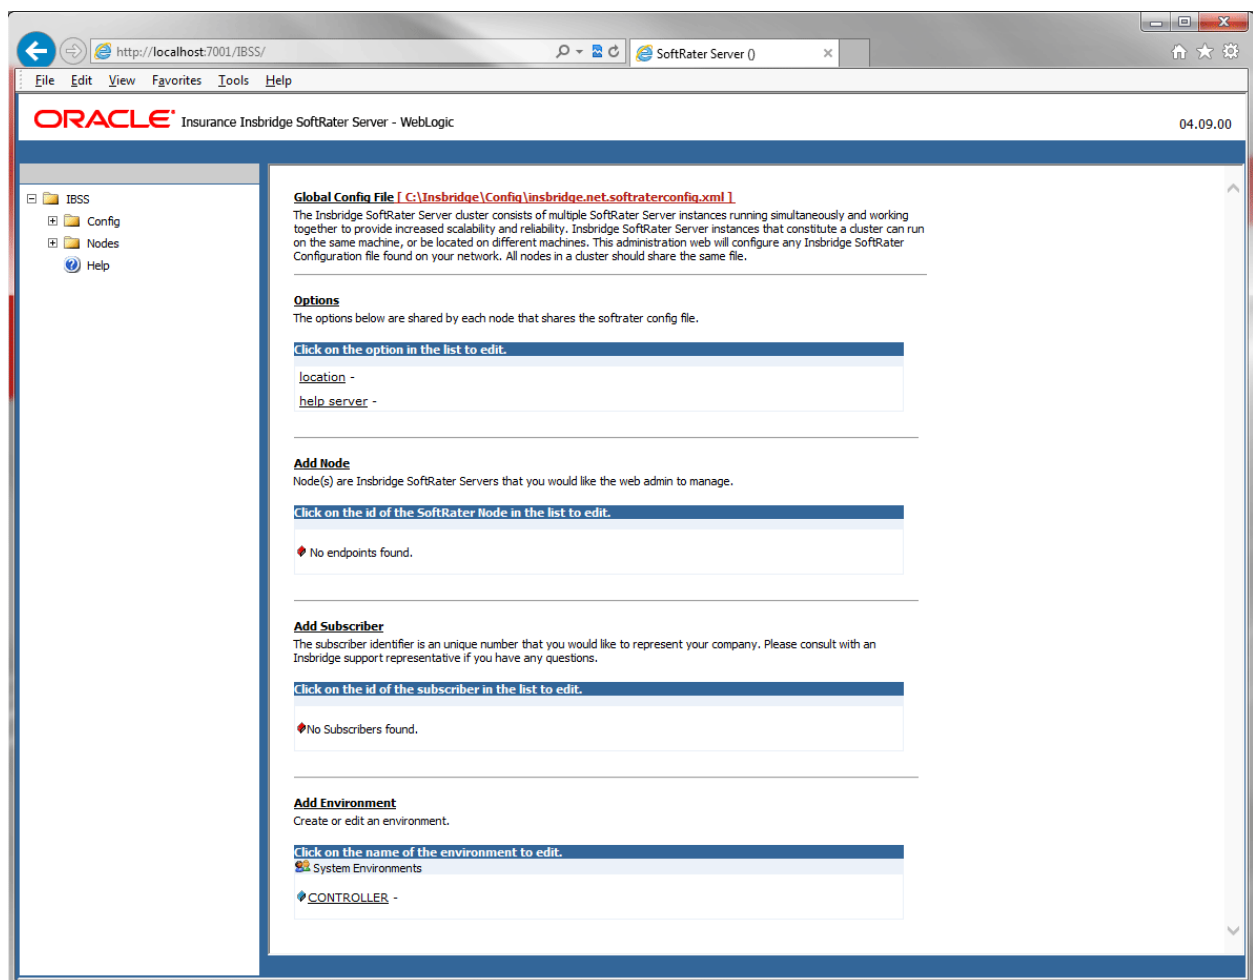 http://localhost:7001/IBSS/
SoftRater Server ()
File Edit View Favorites Tools Help
ORACLE Insurance Insbridge SoftRater Server - WebLogic
04.09.00
IBSS
Config
Nodes
Help
Global Config File [ C:\Insbridge\Config\insbridge.net.softraterconfig.xml ]
The Insbridge SoftRater Server cluster consists of multiple SoftRater Server instances running simultaneously and working
together to provide increased scalability and reliability. Insbridge SoftRater Server instances that constitute a cluster can run
on the same machine, or be located on different machines. This administration web will configure any Insbridge SoftRater
Configuration file found on your network. All nodes in a cluster should share the same file.
Options
The options below are shared by each node that shares the softrater config file.
Click on the option in the list to edit.
location -
help server -
Add Node
Node(s) are Insbridge SoftRater Servers that you would like the web admin to manage.
Click on the id of the SoftRater Node in the list to edit.
No endpoints found.
Add Subscriber
The subscriber identifier is an unique number that you would like to represent your company. Please consult with an
Insbridge support representative if you have any questions.
Click on the id of the subscriber in the list to edit.
No Subscribers found.
Add Environment
Create or edit an environment.
Click on the name of the environment to edit.
System Environments
CONTROLLER -